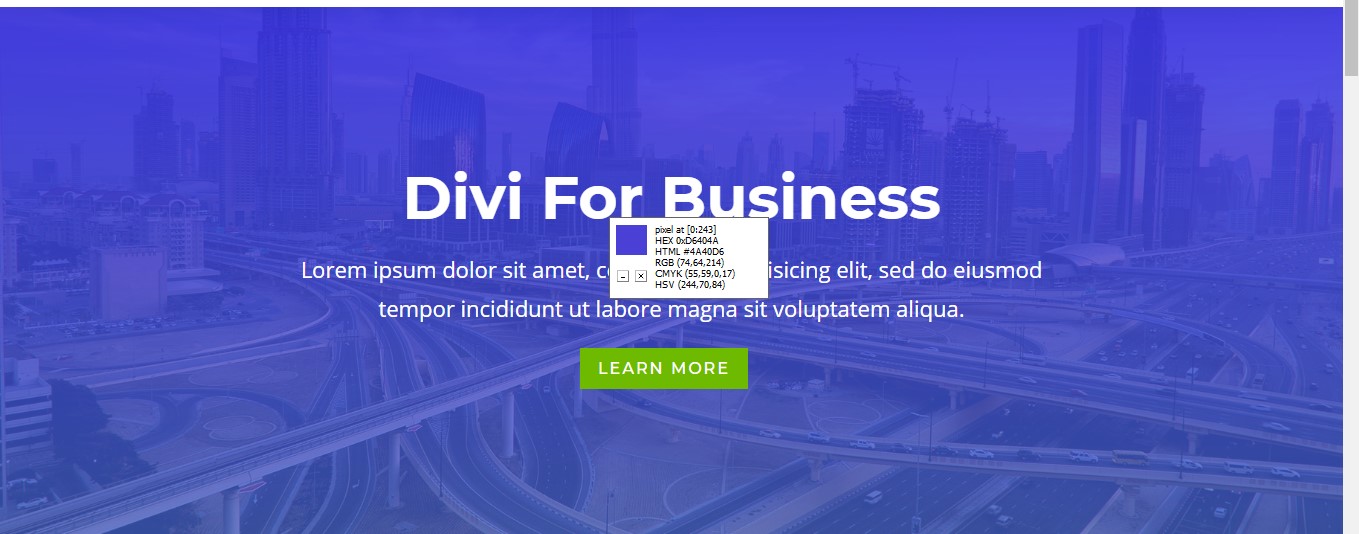 Divi For Business
pixel at [0:243]
HEX 0xD6404A
HTML #4A40D6
RGB (74,64,214)
CMYK (55,59,0,17)
HSV (244,70,84)
Lorem ipsum dolor sit amet, isicing elit, sed do eiusmod
tempor incididunt ut labore magna sit voluptatem aliqua.
LEARN MORE